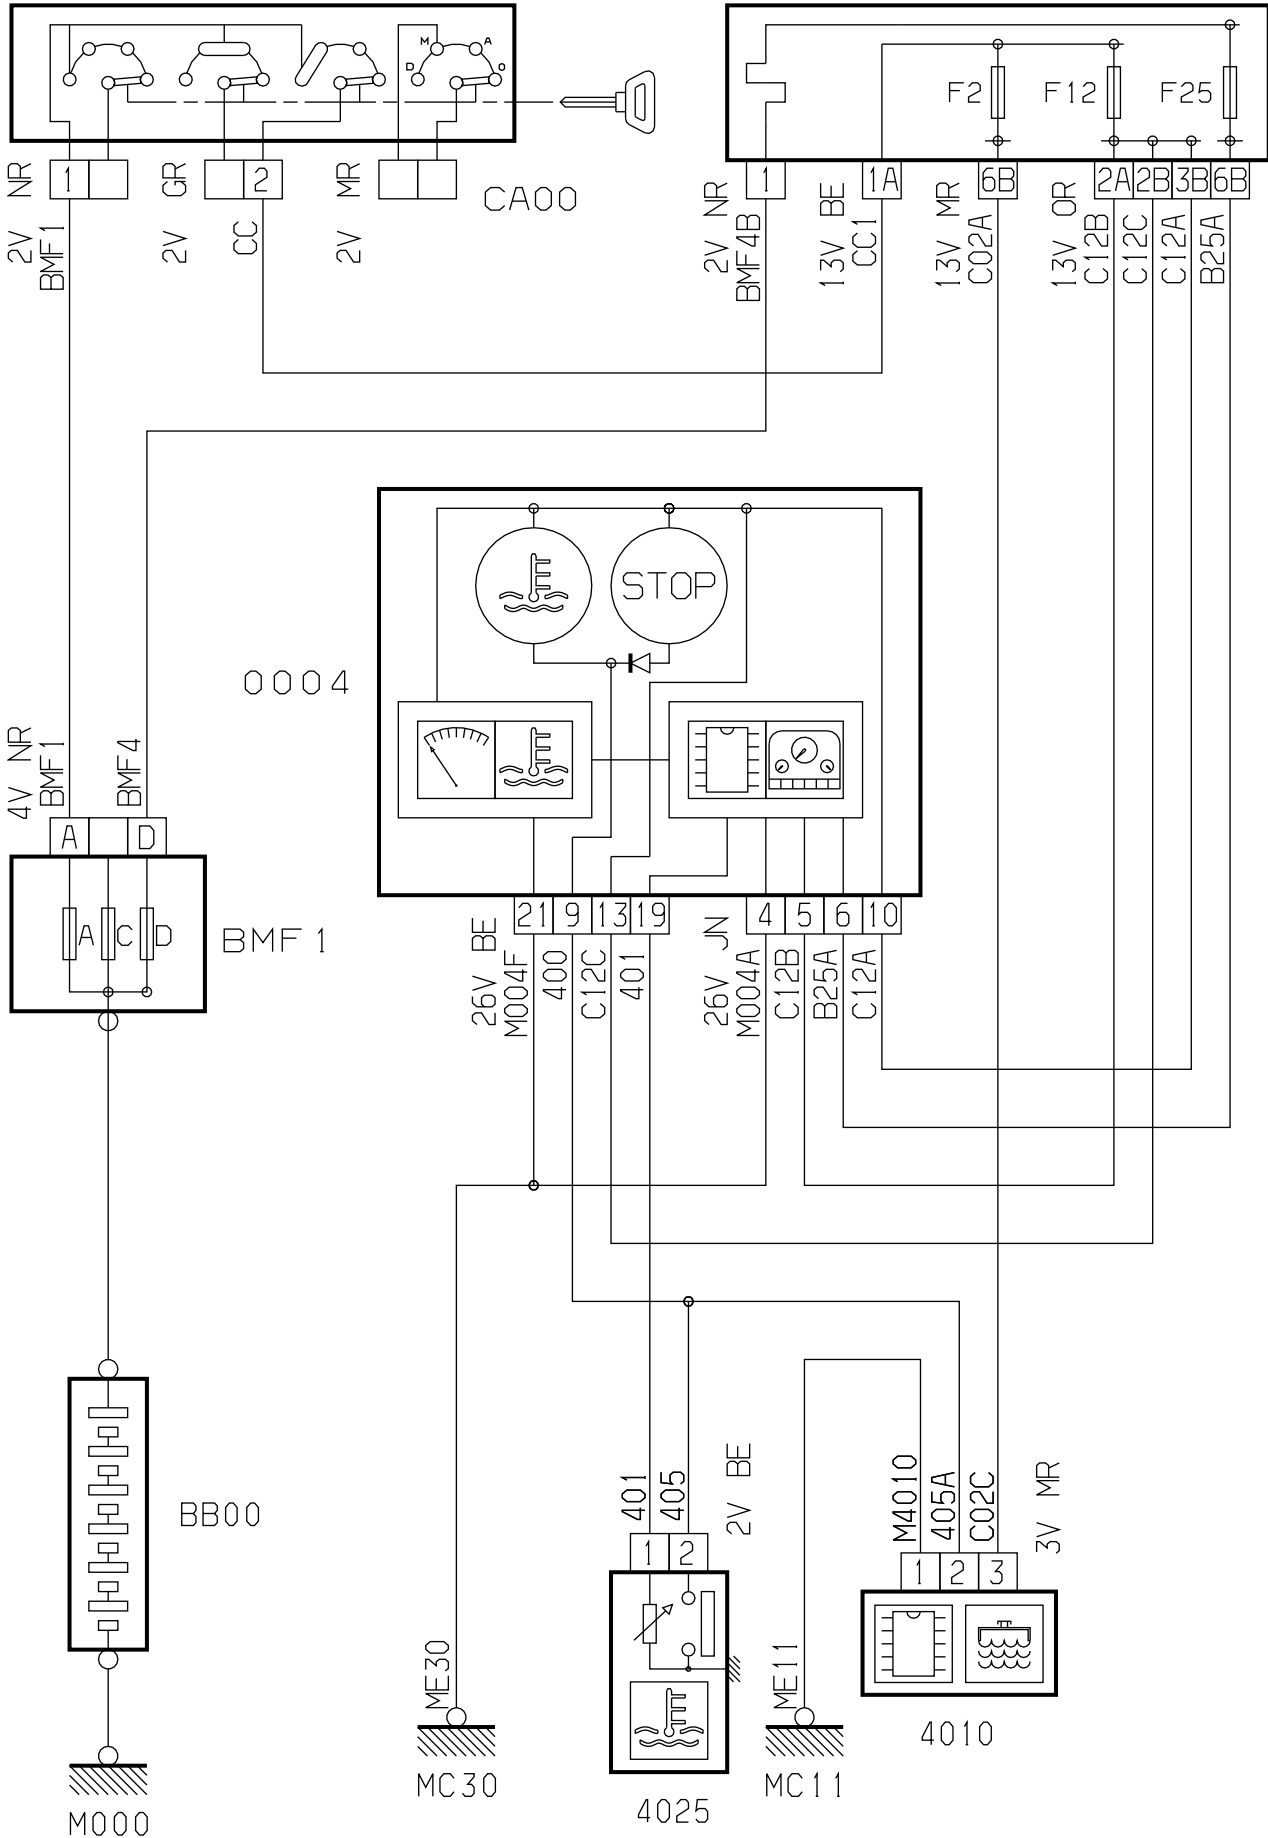 M A
D O
1
2
2V NR
BMF1
2V GR
CC
2V MR
CA00
F2 F12 F25
1 1A 6B 2A 2B 3B 6B
2V NR
BMF4B
13V BE
CC1
13V MR
C02A
13V OR
C12B
C12C
C12A
B25A
STOP
0004
4V NR
BMF1
BMF4
A D
A C D
BMF1
21 9 13 19 4 5 6 10
26V BE
M004F
400
C12C
401
26V JN
M004A
C12B
B25A
C12A
BB00
M000
ME30
MC30
401
405
2V BE
1 2
4025
ME11
MC11
M4010
405A
C02C
3V MR
1 2 3
4010